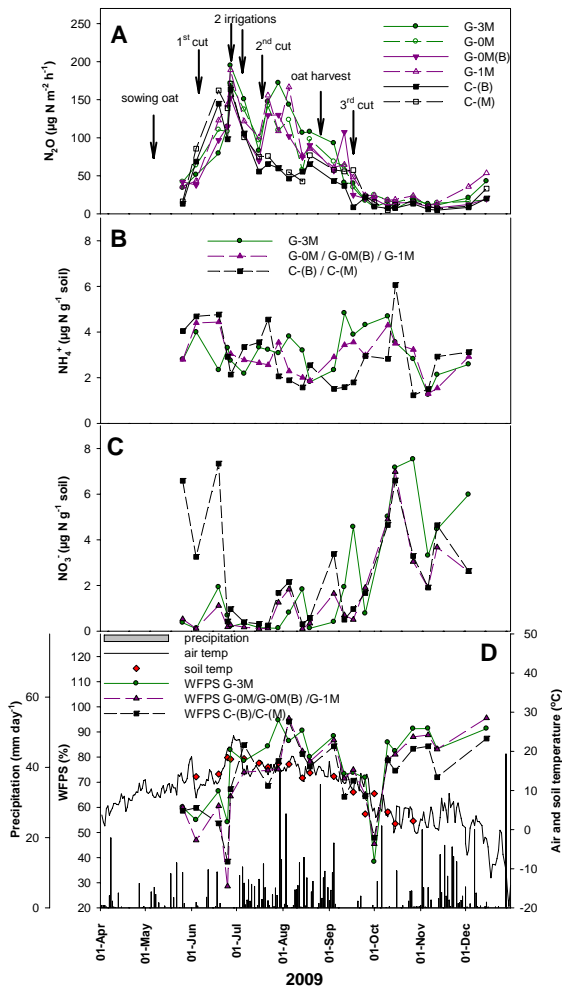 A
2 irrigations
1st cut
2nd cut
sowing oat
oat harvest
3rd cut
G-3M
G-0M
G-0M(B)
G-1M
C-(B)
C-(M)
N₂O (µg N m⁻² h⁻¹)
250
200
150
100
50
0
B
G-3M
G-0M / G-0M(B) / G-1M
C-(B) / C-(M)
NH₄⁺ (µg N g⁻¹ soil)
8
6
4
2
0
C
NO₃⁻ (µg N g⁻¹ soil)
8
6
4
2
0
D
precipitation
air temp
soil temp
WFPS G-3M
WFPS G-0M/G-0M(B) /G-1M
WFPS C-(B)/C-(M)
Precipitation (mm day⁻¹)
60
40
20
0
WFPS (%)
120
110
100
90
80
70
60
50
40
30
20
Air and soil temperature (°C)
50
40
30
20
10
0
-10
-20
01-Apr
01-May
01-Jun
01-Jul
01-Aug
01-Sep
01-Oct
01-Nov
01-Dec
2009